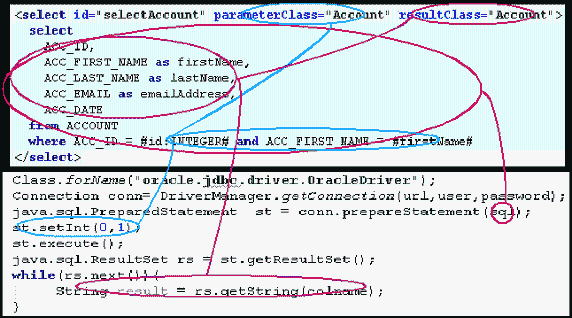 <select id="selectAccount" parameterClass="Account" resultClass="Account">
select
ACC_ID,
ACC_FIRST_NAME as firstName,
ACC_LAST_NAME as lastName,
ACC_EMAIL as emailAddress,
ACC_DATE
from ACCOUNT
where ACC_ID = #id:INTEGER# and ACC_FIRST_NAME = #firstName#
</select>
Class.forName("oracle.jdbc.driver.OracleDriver");
Connection conn= DriverManager.getConnection(url,user,password);
java.sql.PreparedStatement st = conn.prepareStatement(sql);
st.setInt(0,1);
st.execute();
java.sql.ResultSet rs = st.getResultSet();
while(rs.next()){
String result = rs.getString(colname);
}